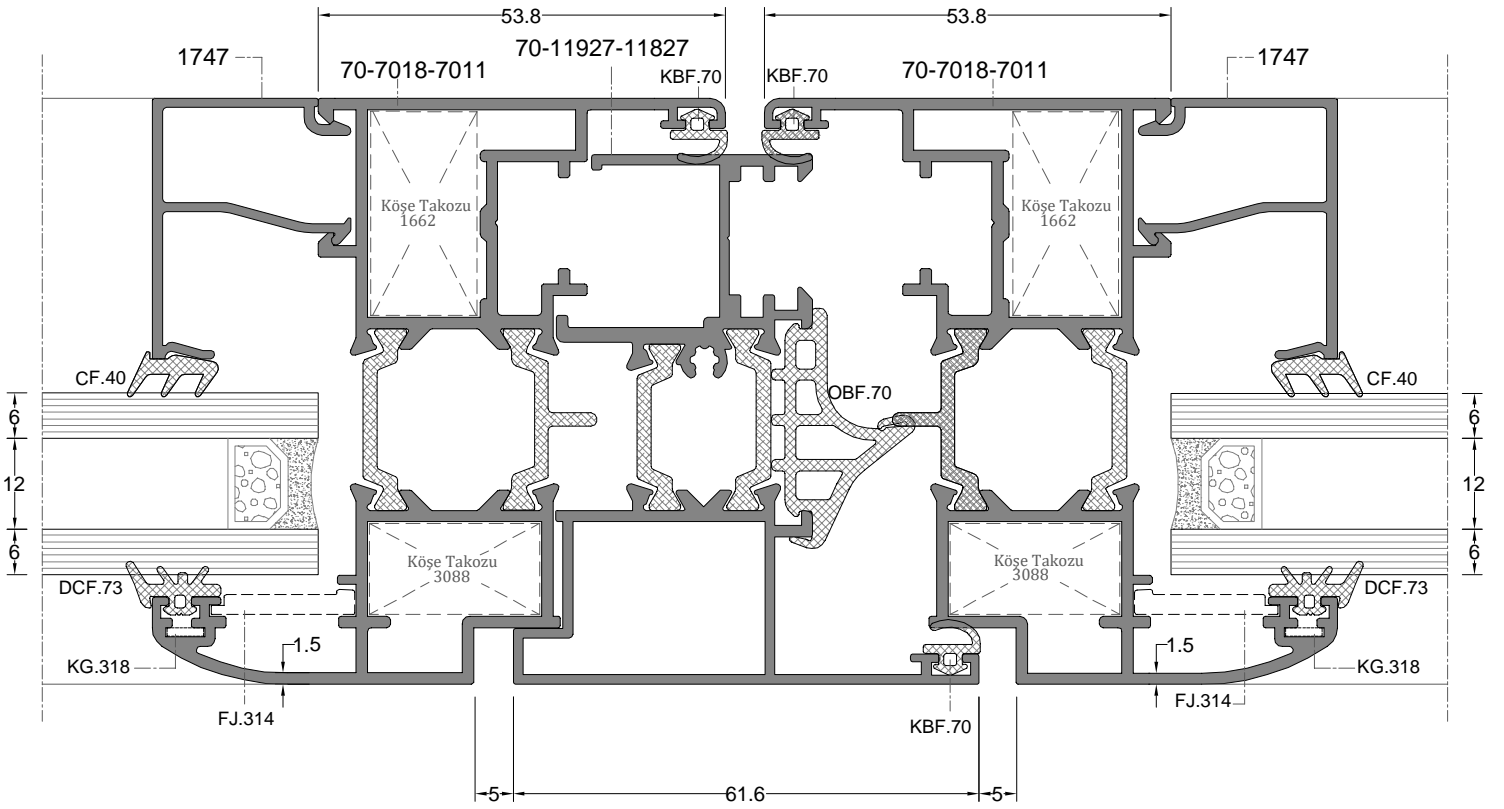 53.8
53.8
1747
70-7018-7011
70-11927-11827
KBF.70
KBF.70
70-7018-7011
1747
Köşe Takozu
1662
Köşe Takozu
1662
CF.40
OBF.70
CF.40
6
12
6
6
12
6
Köşe Takozu
3088
Köşe Takozu
3088
DCF.73
DCF.73
1.5
1.5
KG.318
KG.318
FJ.314
FJ.314
KBF.70
5
61.6
5